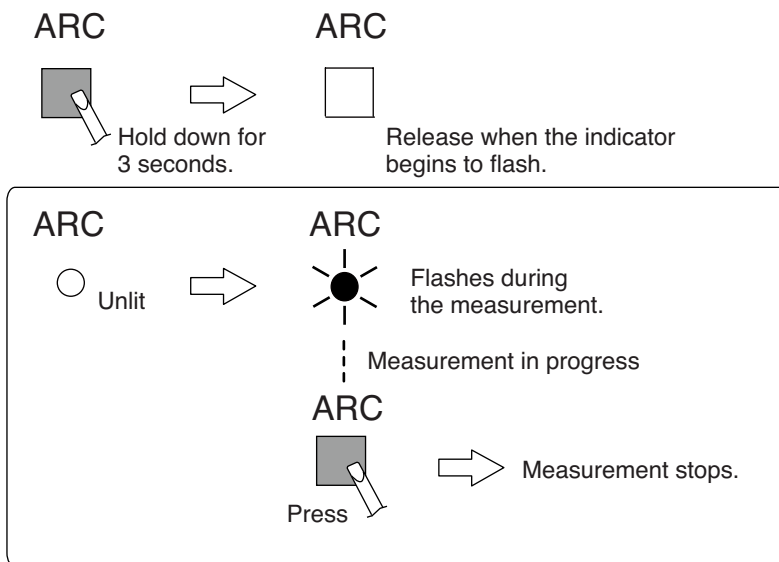 ARC
ARC
Hold down for
3 seconds.
Release when the indicator
begins to flash.
ARC
ARC
Unlit
Flashes during
the measurement.
Measurement in progress
ARC
Press
Measurement stops.